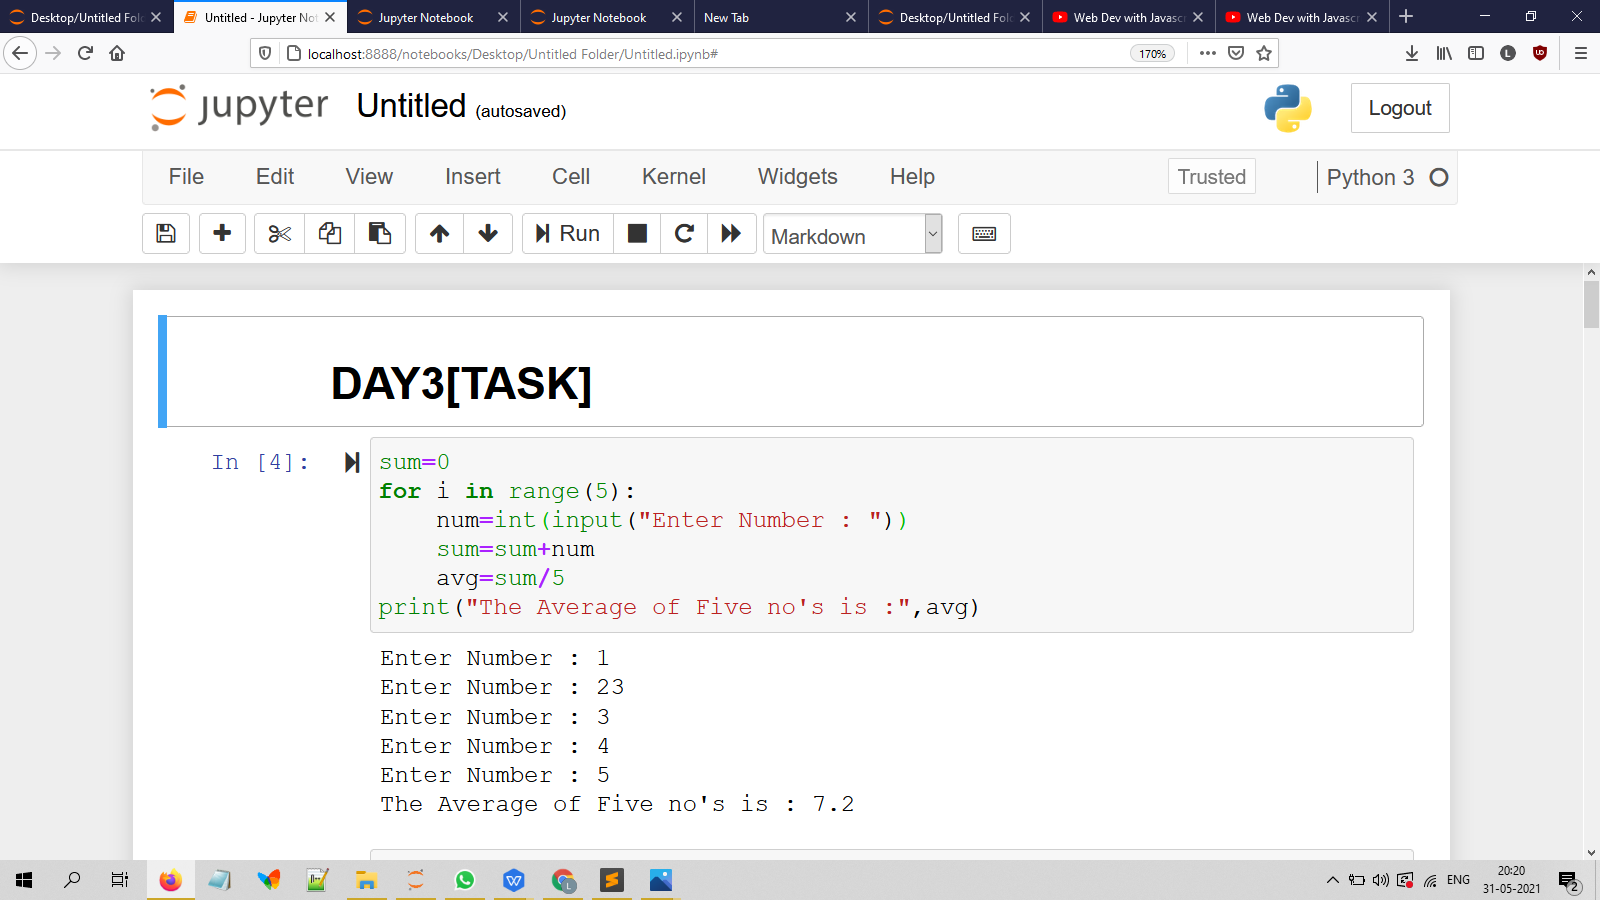 Desktop/Untitled Fol
Untitled - Jupyter Not
Jupyter Notebook
Jupyter Notebook
New Tab
Desktop/Untitled Fol
Web Dev with Javasc
Web Dev with Javascr
localhost:8888/notebooks/Desktop/Untitled Folder/Untitled.ipynb#
170%
L
jupyter
Untitled (autosaved)
Logout
File Edit View Insert Cell Kernel Widgets Help
Trusted
Python 3
Run
Markdown
DAY3[TASK]
In [4]:
sum=0
for i in range(5):
    num=int(input("Enter Number : "))
    sum=sum+num
    avg=sum/5
print("The Average of Five no's is :",avg)
Enter Number : 1
Enter Number : 23
Enter Number : 3
Enter Number : 4
Enter Number : 5
The Average of Five no's is : 7.2
ENG
20:20
31-05-2021
2